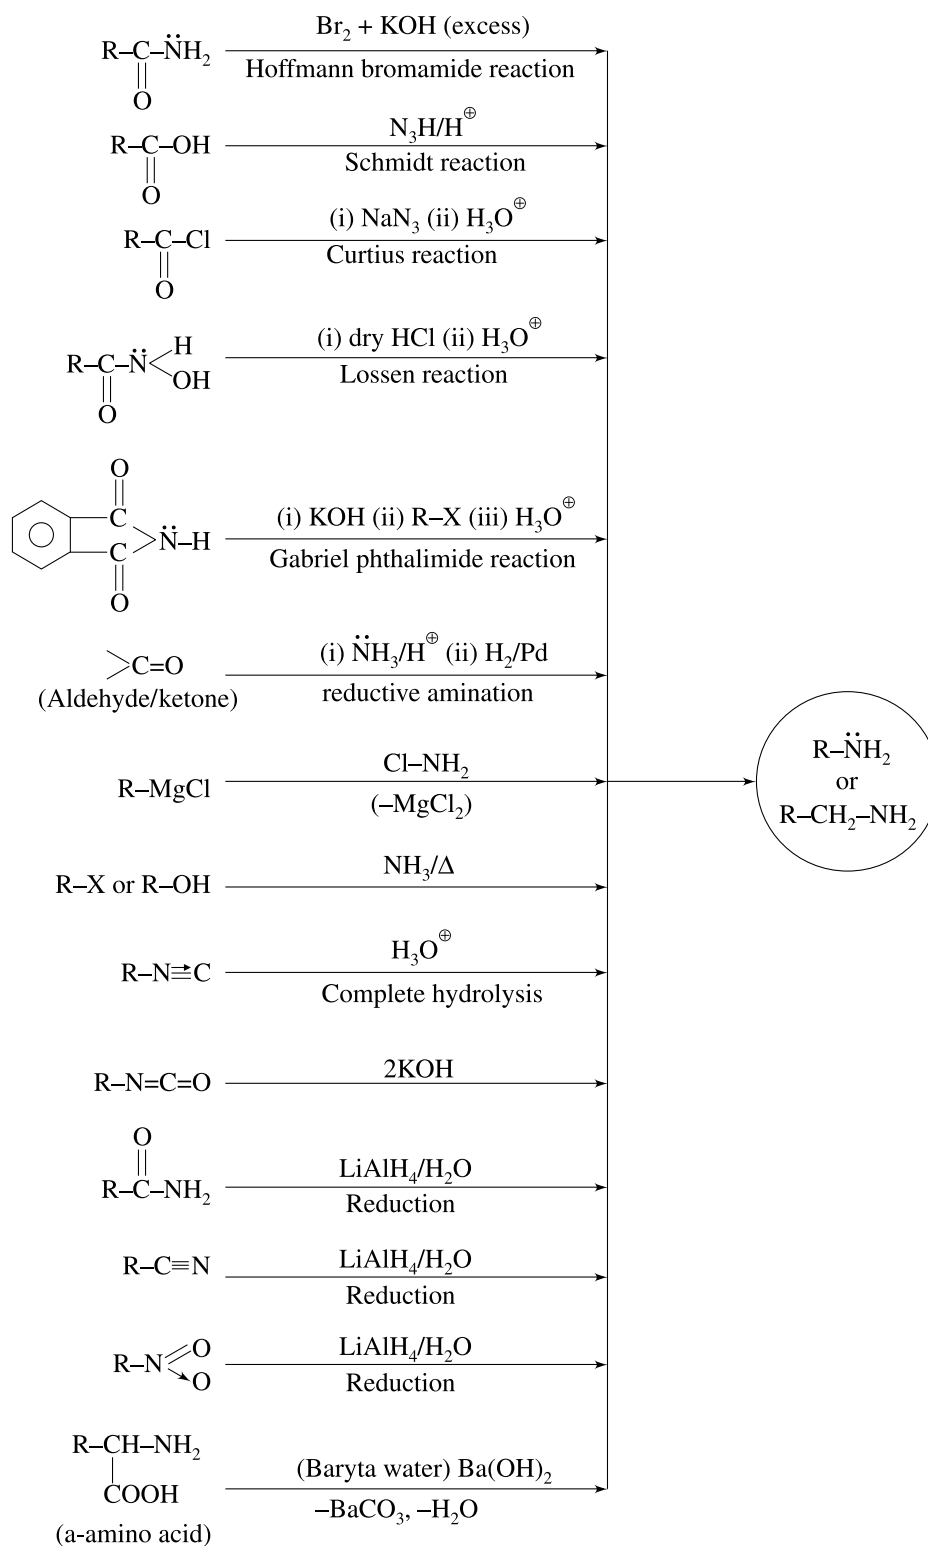 Br₂ + KOH (excess)
R–C–N̈H₂
Hoffmann bromamide reaction
O
N₃H/H⊕
R–C–OH
Schmidt reaction
O
(i) NaN₃ (ii) H₃O⊕
R–C–Cl
Curtius reaction
O
(i) dry HCl (ii) H₃O⊕
H
R–C–N̈
OH
Lossen reaction
O
O
C
(i) KOH (ii) R–X (iii) H₃O⊕
N̈–H
C
Gabriel phthalimide reaction
O
(i) N̈H₃/H⊕ (ii) H₂/Pd
C=O
(Aldehyde/ketone)
reductive amination
R–N̈H₂
or
R–CH₂–NH₂
Cl–NH₂
R–MgCl
(–MgCl₂)
NH₃/Δ
R–X or R–OH
H₃O⊕
R–N≡C
Complete hydrolysis
2KOH
R–N=C=O
O
LiAlH₄/H₂O
R–C–NH₂
Reduction
LiAlH₄/H₂O
R–C≡N
Reduction
LiAlH₄/H₂O
O
R–N
O
Reduction
R–CH–NH₂
(Baryta water) Ba(OH)₂
COOH
–BaCO₃, –H₂O
(a-amino acid)